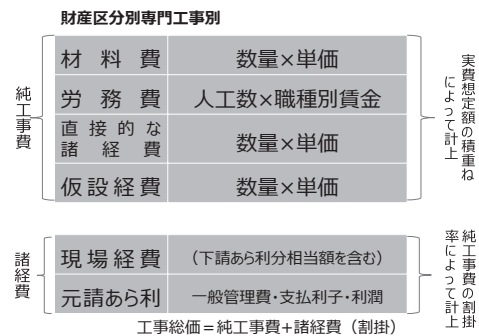 財産区分別専門工事別
純工事費
材料費 数量×単価
労務費 人工数×職種別賃金
直接的な
諸経費 数量×単価
仮設経費 数量×単価
実費想定額の積重ね
によって計上
諸経費
現場経費 (下請あら利分相当額を含む)
元請あら利 一般管理費・支払利子・利潤
純工事費の割掛
率によって計上
工事総価=純工事費+諸経費(割掛)